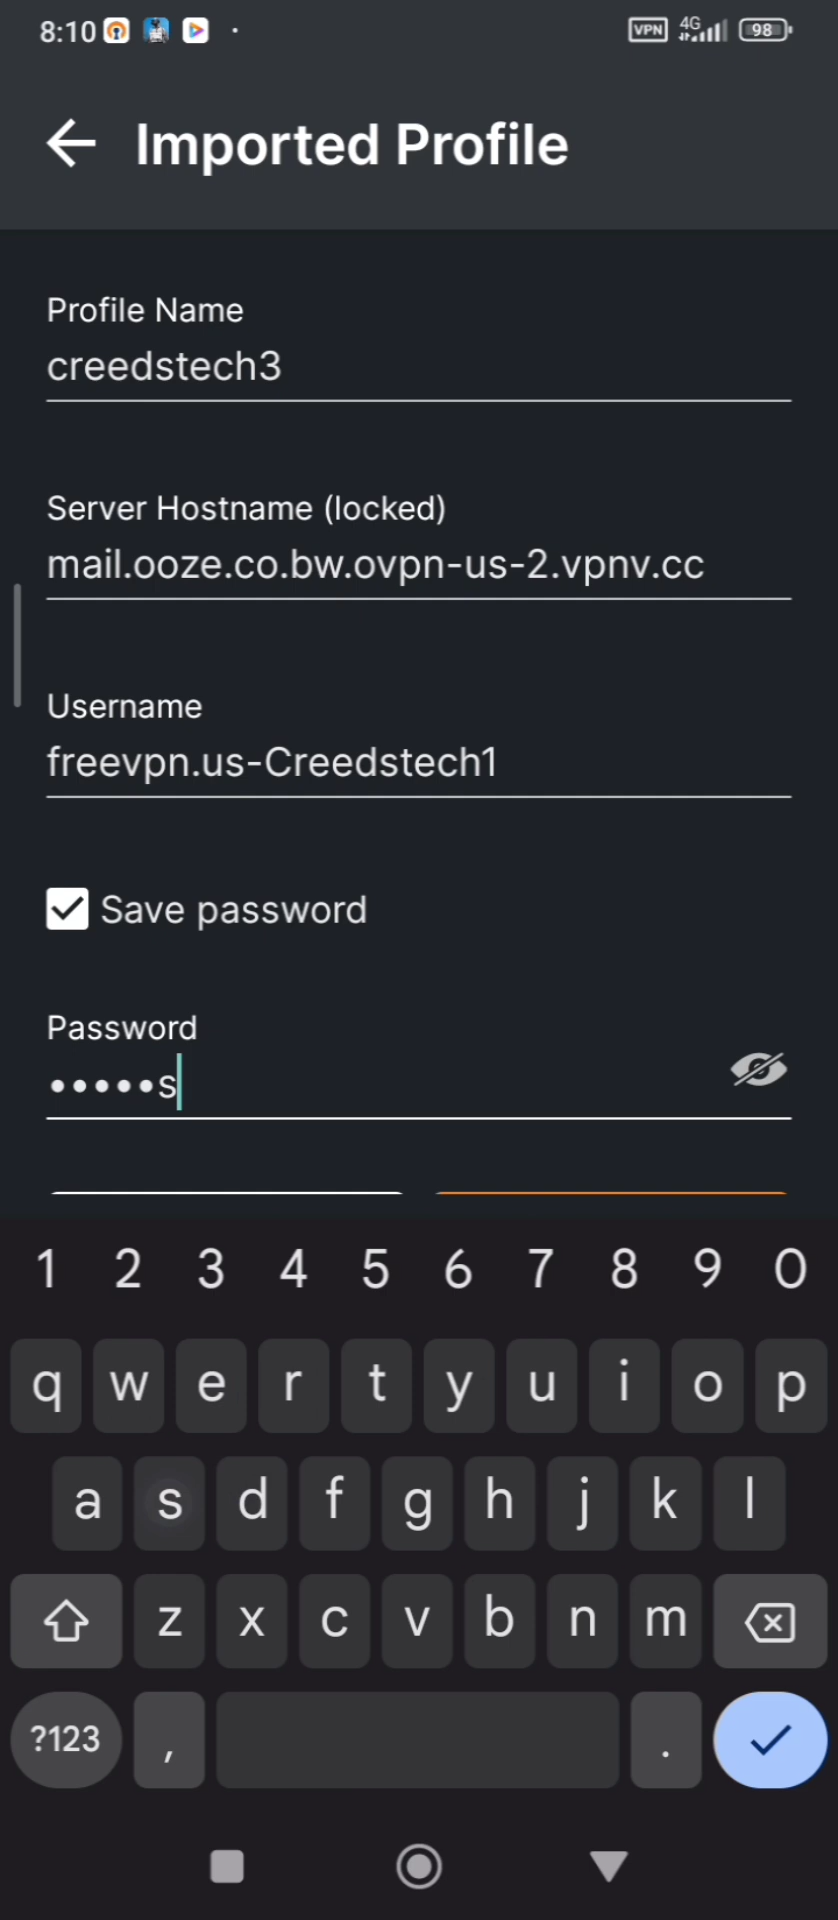 8:10 VPN 4G 98
Imported Profile
Profile Name
creedstech3
Server Hostname (locked)
mail.ooze.co.bw.ovpn-us-2.vpnv.cc
Username
freevpn.us-Creedstech1
Save password
Password
•••••s
1 2 3 4 5 6 7 8 9 0
q w e r t y u i o p
a s d f g h j k l
z x c v b n m
?123 , .